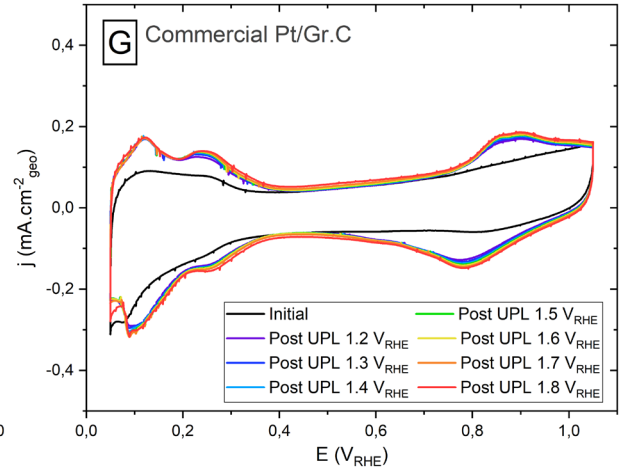 G Commercial Pt/Gr.C
0,4
0,2
0,0
-0,2
-0,4
j (mA.cm-2geo)
Initial
Post UPL 1.2 VRHE
Post UPL 1.3 VRHE
Post UPL 1.4 VRHE
Post UPL 1.5 VRHE
Post UPL 1.6 VRHE
Post UPL 1.7 VRHE
Post UPL 1.8 VRHE
0 0,0 0,2 0,4 0,6 0,8 1,0
E (VRHE)